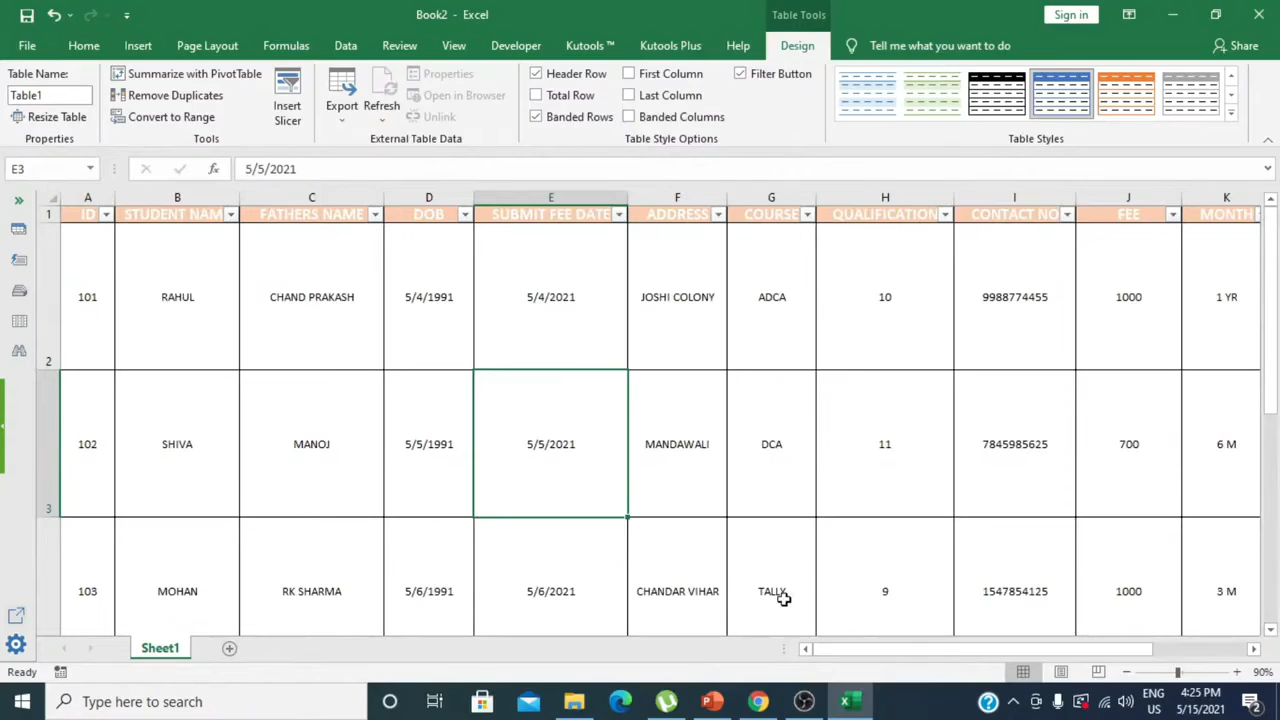 Book2 - Excel
Table Tools
Sign in
File Home Insert Page Layout Formulas Data Review View Developer Kutools ™ Kutools Plus Help Design Tell me what you want to do Share
Table Name:
Table1
Resize Table
Properties
Summarize with PivotTable
Remove Duplicates
Convert to Range
Tools
Insert
Slicer
Export
Refresh
Properties
Open in Browser
Unlink
External Table Data
Header Row First Column Filter Button
Total Row Last Column
Banded Rows Banded Columns
Table Style Options
Table Styles
E3 fx 5/5/2021
A B C D E F G H I J K
1 ID STUDENT NAM FATHERS NAME DOB SUBMIT FEE DATE ADDRESS COURSE QUALIFICATION CONTACT NO FEE MONTH
101 RAHUL CHAND PRAKASH 5/4/1991 5/4/2021 JOSHI COLONY ADCA 10 9988774455 1000 1 YR
2
102 SHIVA MANOJ 5/5/1991 5/5/2021 MANDAWALI DCA 11 7845985625 700 6 M
3
103 MOHAN RK SHARMA 5/6/1991 5/6/2021 CHANDAR VIHAR TALLY 9 1547854125 1000 3 M
Sheet1
Ready 90%
Type here to search
ENG
US
4:25 PM
5/15/2021
2